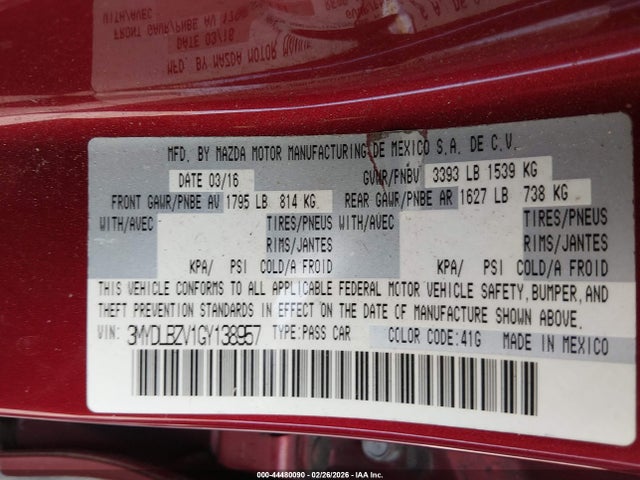 MFD. BY MAZDA MOTOR MANUFACTURING DE MEXICO S.A. DE C.V.
DATE 03/16 GVWR/PNBV 3393 LB 1539 KG
FRONT GAWR/PNBE AV 1795 LB 814 KG REAR GAWR/PNBE AR 1627 LB 738 KG
WITH/AVEC TIRES/PNEUS WITH/AVEC TIRES/PNEUS
RIMS/JANTES RIMS/JANTES
KPA/ PSI COLD/A FROID KPA/ PSI COLD/A FROID
THIS VEHICLE CONFORMS TO ALL APPLICABLE FEDERAL MOTOR VEHICLE SAFETY, BUMPER, AND
THEFT PREVENTION STANDARDS IN EFFECT ON THE DATE OF MANUFACTURE SHOWN ABOVE.
VIN: 3MYDLBZV1GY138957 TYPE:PASS CAR COLOR CODE:41G MADE IN MEXICO
000-44480090 - 02/26/2026 - IAA Inc.